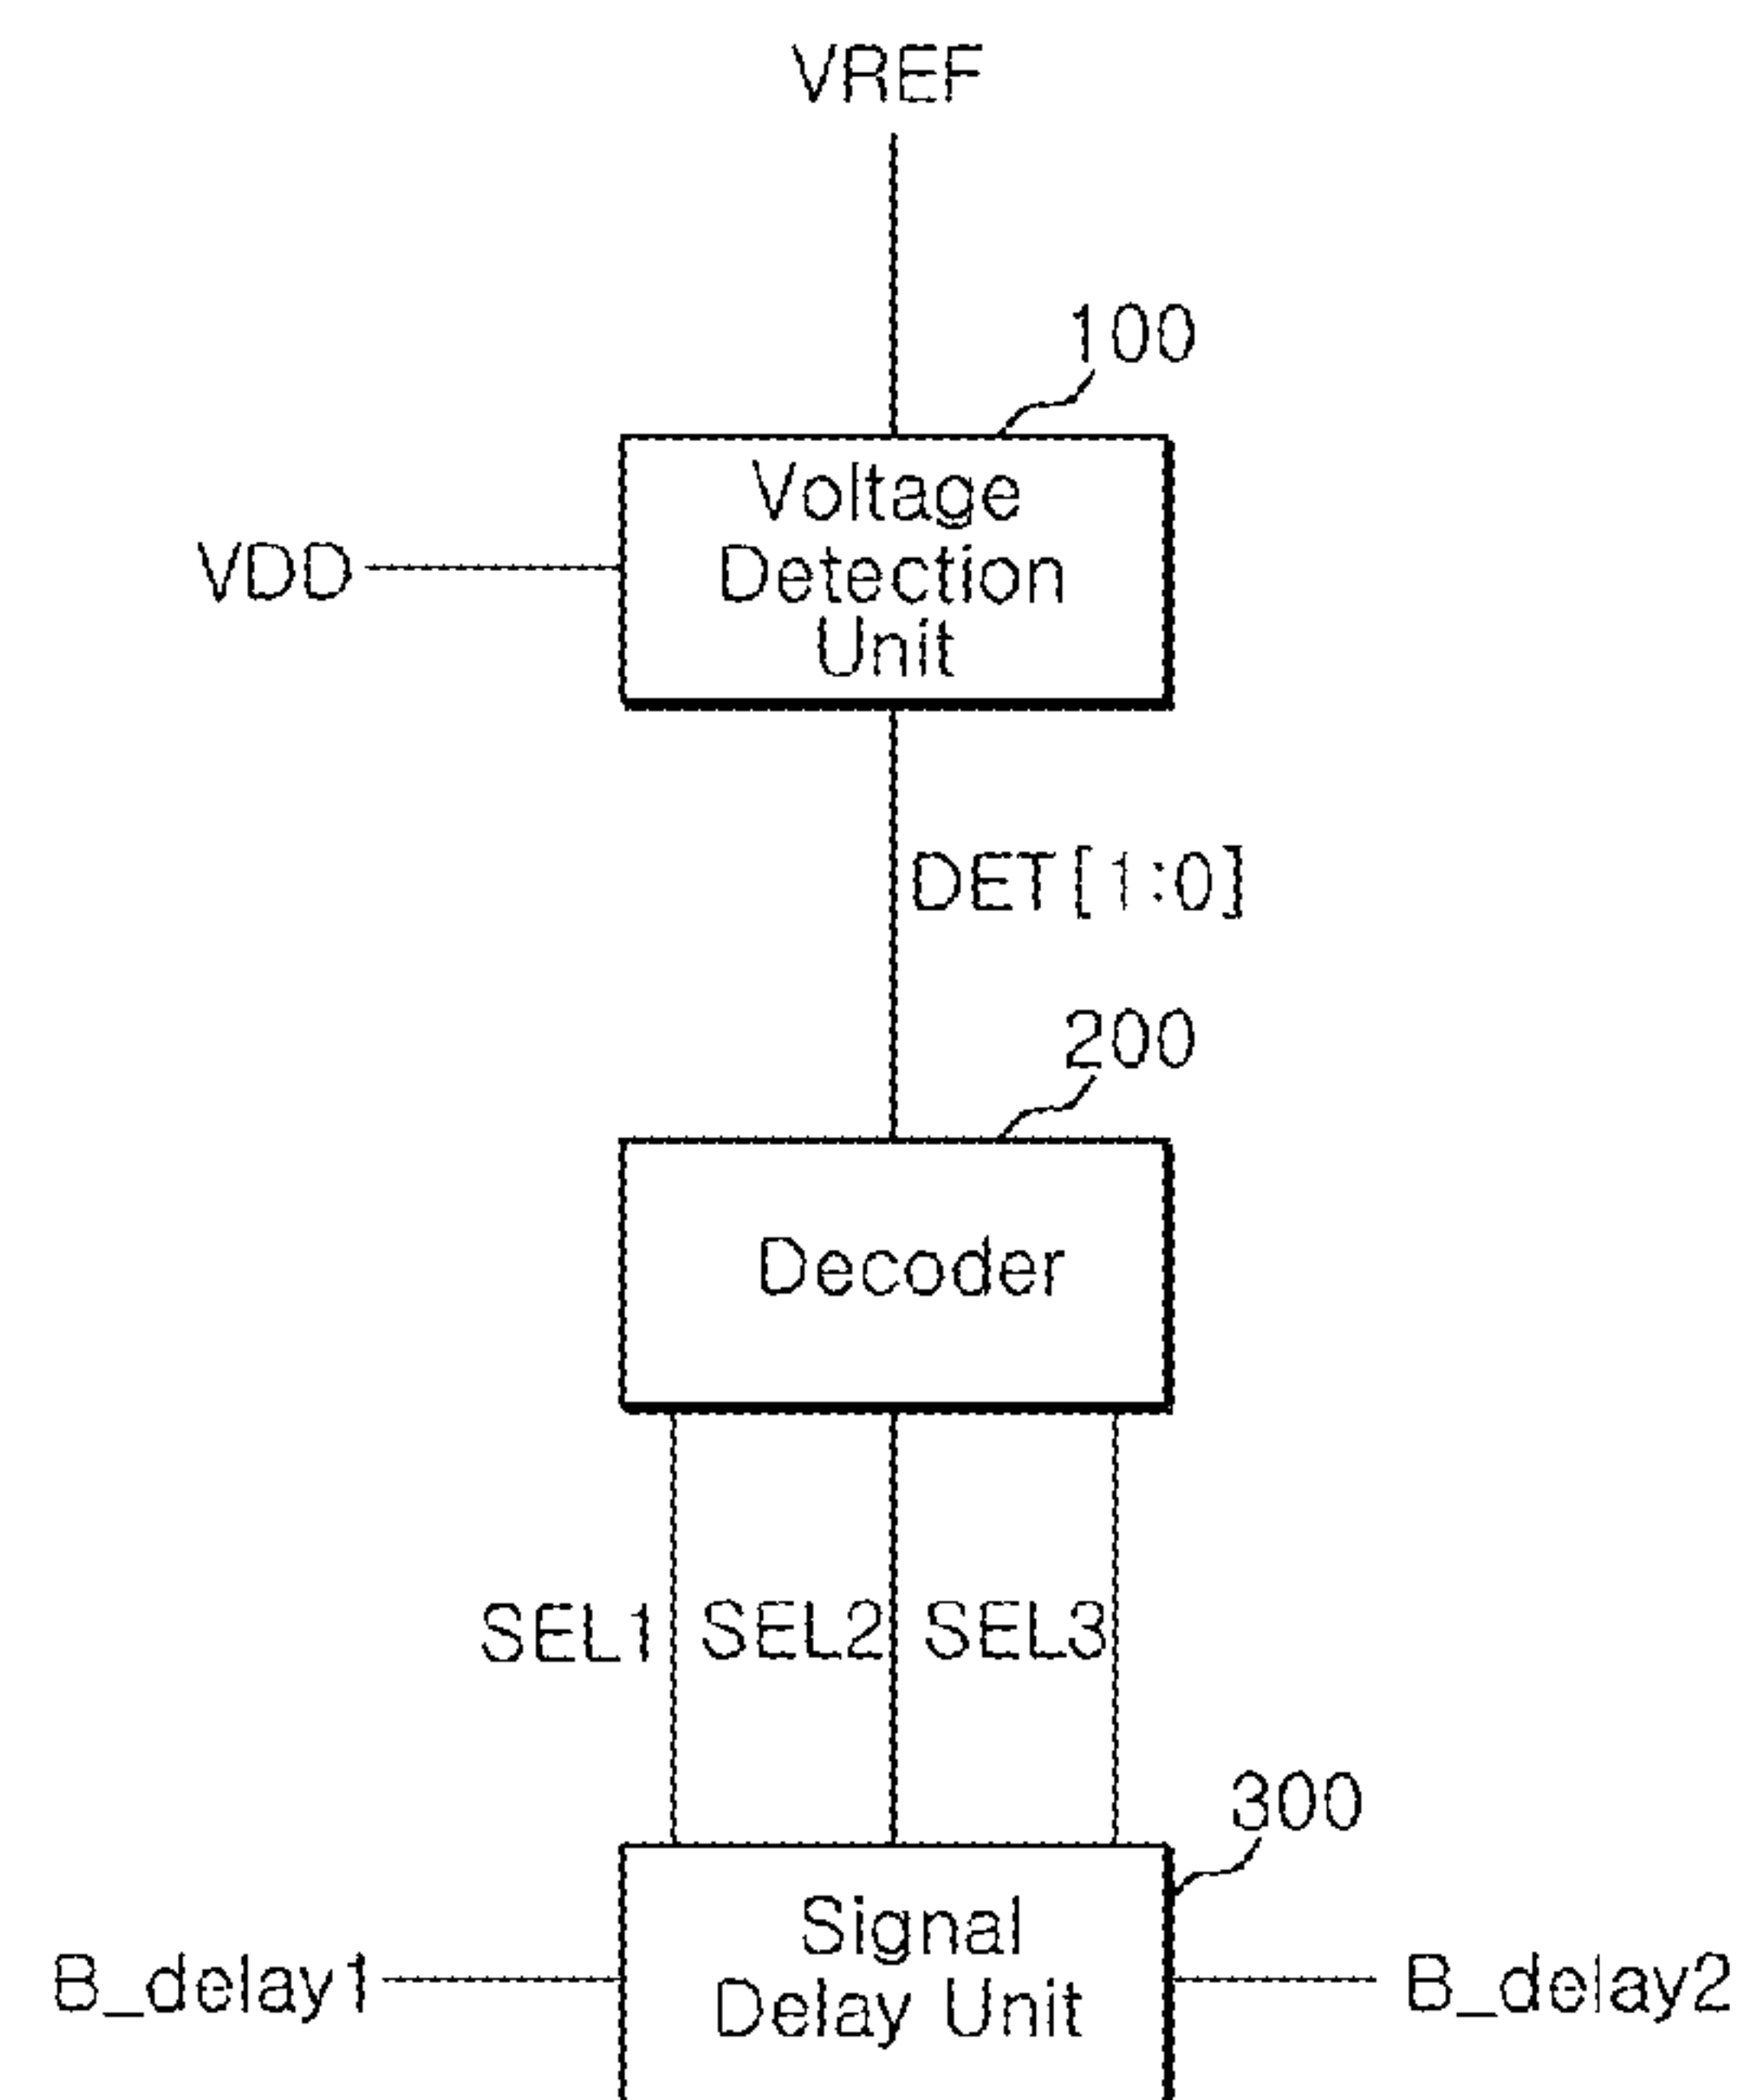 VREF
100
Voltage
Detection
Unit
VDD
DET[1:0]
200
Decoder
SEL1
SEL2
SEL3
300
Signal
Delay Unit
B_delay1
B_delay2